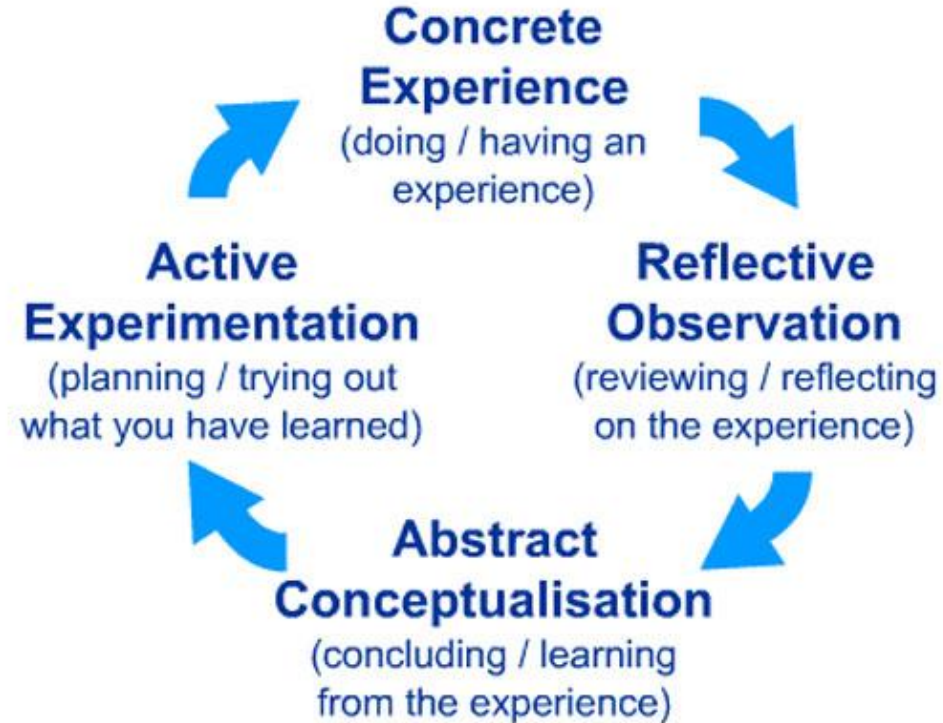 Concrete
Experience
(doing / having an
experience)
Reflective
Observation
(reviewing / reflecting
on the experience)
Abstract
Conceptualisation
(concluding / learning
from the experience)
Active
Experimentation
(planning / trying out
what you have learned)